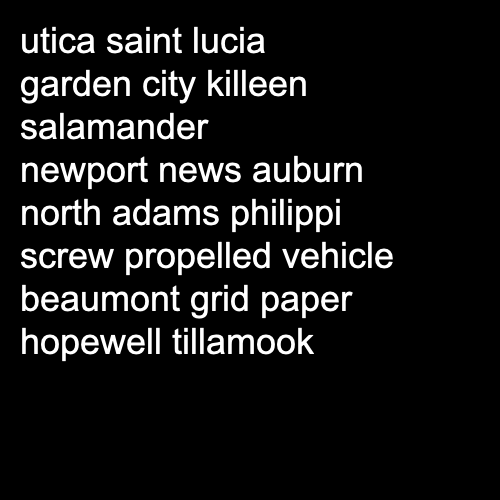 utica saint lucia
garden city killeen
salamander
newport news auburn
north adams philippi
screw propelled vehicle
beaumont grid paper
hopewell tillamook